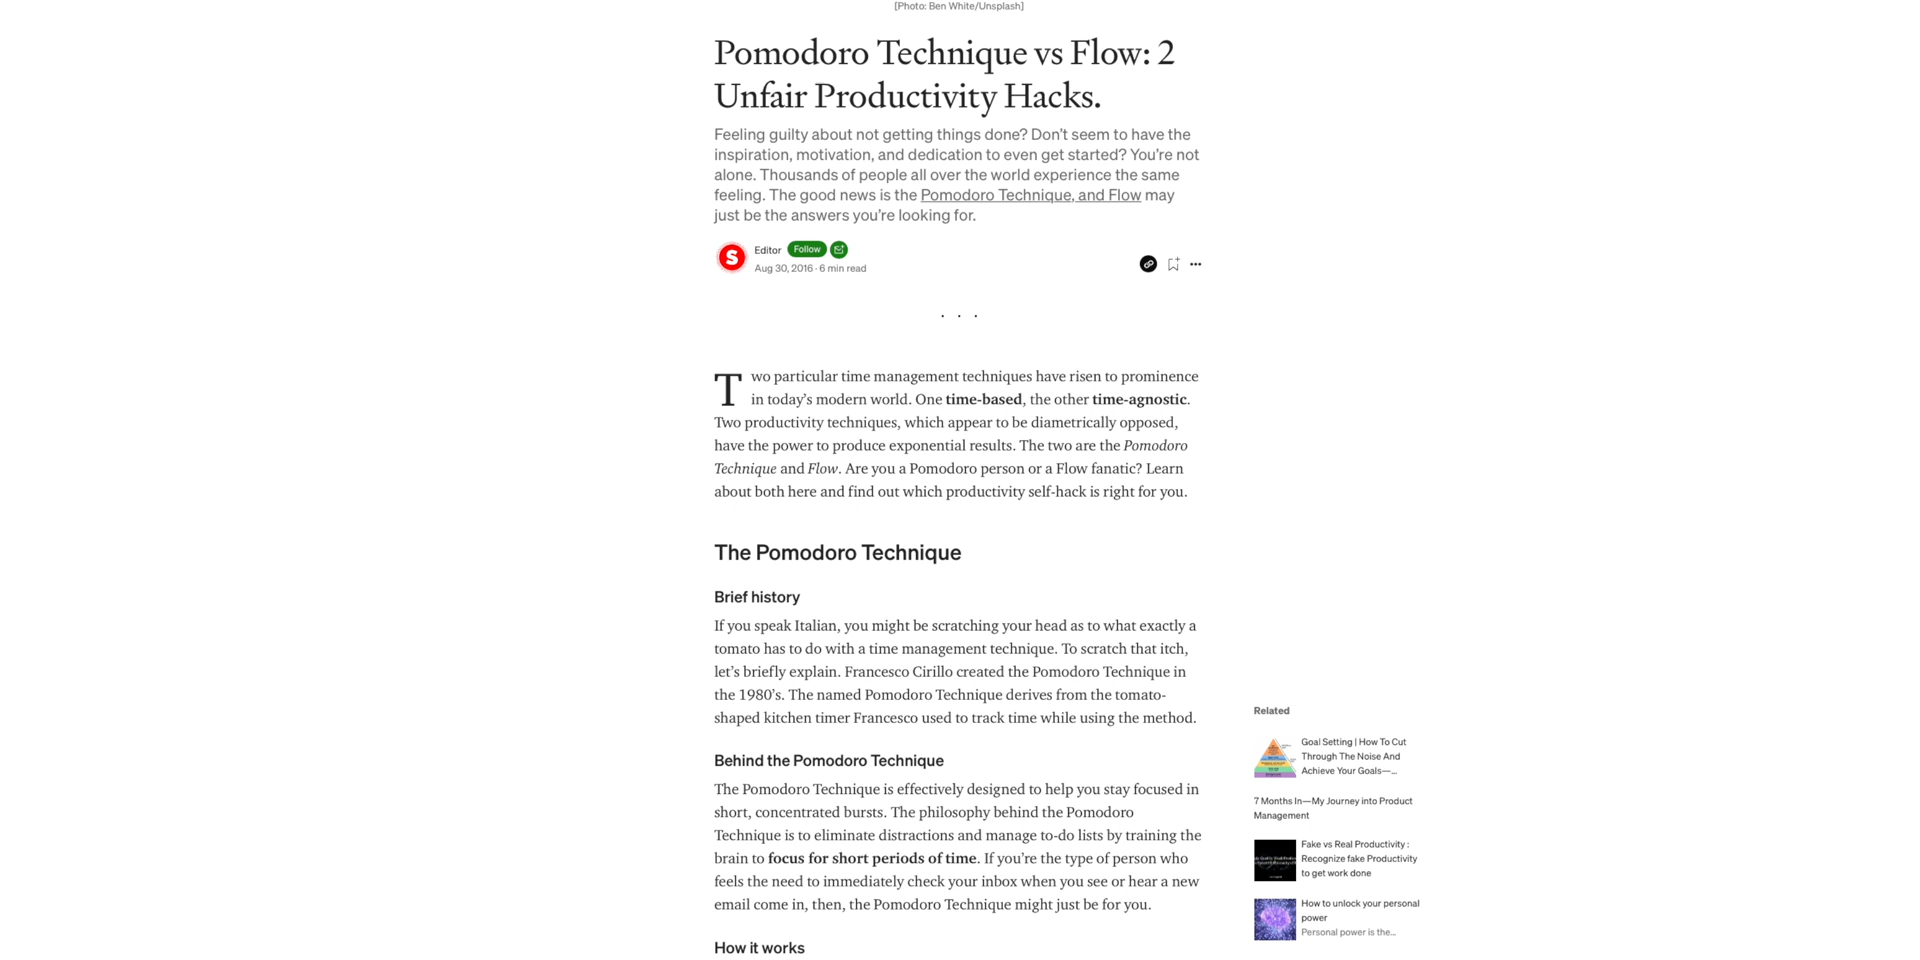 [Photo: Ben White/Unsplash]
Pomodoro Technique vs Flow: 2
Unfair Productivity Hacks.
Feeling guilty about not getting things done? Don’t seem to have the
inspiration, motivation, and dedication to even get started? You’re not
alone. Thousands of people all over the world experience the same
feeling. The good news is the Pomodoro Technique, and Flow may
just be the answers you’re looking for.
S
Editor Follow
Aug 30, 2016 · 6 min read
. . .
Two particular time management techniques have risen to prominence
in today’s modern world. One time-based, the other time-agnostic.
Two productivity techniques, which appear to be diametrically opposed,
have the power to produce exponential results. The two are the Pomodoro
Technique and Flow. Are you a Pomodoro person or a Flow fanatic? Learn
about both here and find out which productivity self-hack is right for you.
The Pomodoro Technique
Brief history
If you speak Italian, you might be scratching your head as to what exactly a
tomato has to do with a time management technique. To scratch that itch,
let’s briefly explain. Francesco Cirillo created the Pomodoro Technique in
the 1980’s. The named Pomodoro Technique derives from the tomato-
shaped kitchen timer Francesco used to track time while using the method.
Behind the Pomodoro Technique
The Pomodoro Technique is effectively designed to help you stay focused in
short, concentrated bursts. The philosophy behind the Pomodoro
Technique is to eliminate distractions and manage to-do lists by training the
brain to focus for short periods of time. If you’re the type of person who
feels the need to immediately check your inbox when you see or hear a new
email come in, then, the Pomodoro Technique might just be for you.
How it works
Related
Goal Setting | How To Cut
Through The Noise And
Achieve Your Goals—...
7 Months In—My Journey into Product
Management
Fake vs Real Productivity :
Recognize fake Productivity
to get work done
How to unlock your personal
power
Personal power is the...